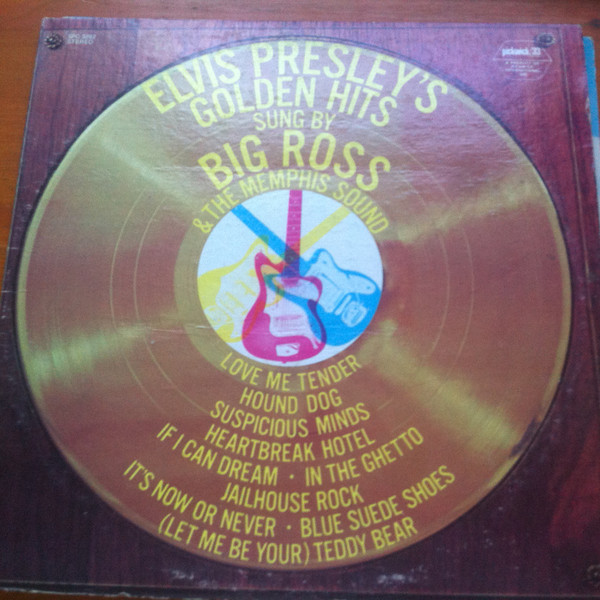 STEREO
pickwick/33
ELVIS PRESLEY'S
GOLDEN HITS
SUNG BY
BIG ROSS
& THE MEMPHIS SOUND
LOVE ME TENDER
HOUND DOG
SUSPICIOUS MINDS
HEARTBREAK HOTEL
IF I CAN DREAM • IN THE GHETTO
JAILHOUSE ROCK
IT'S NOW OR NEVER • BLUE SUEDE SHOES
(LET ME BE YOUR) TEDDY BEAR